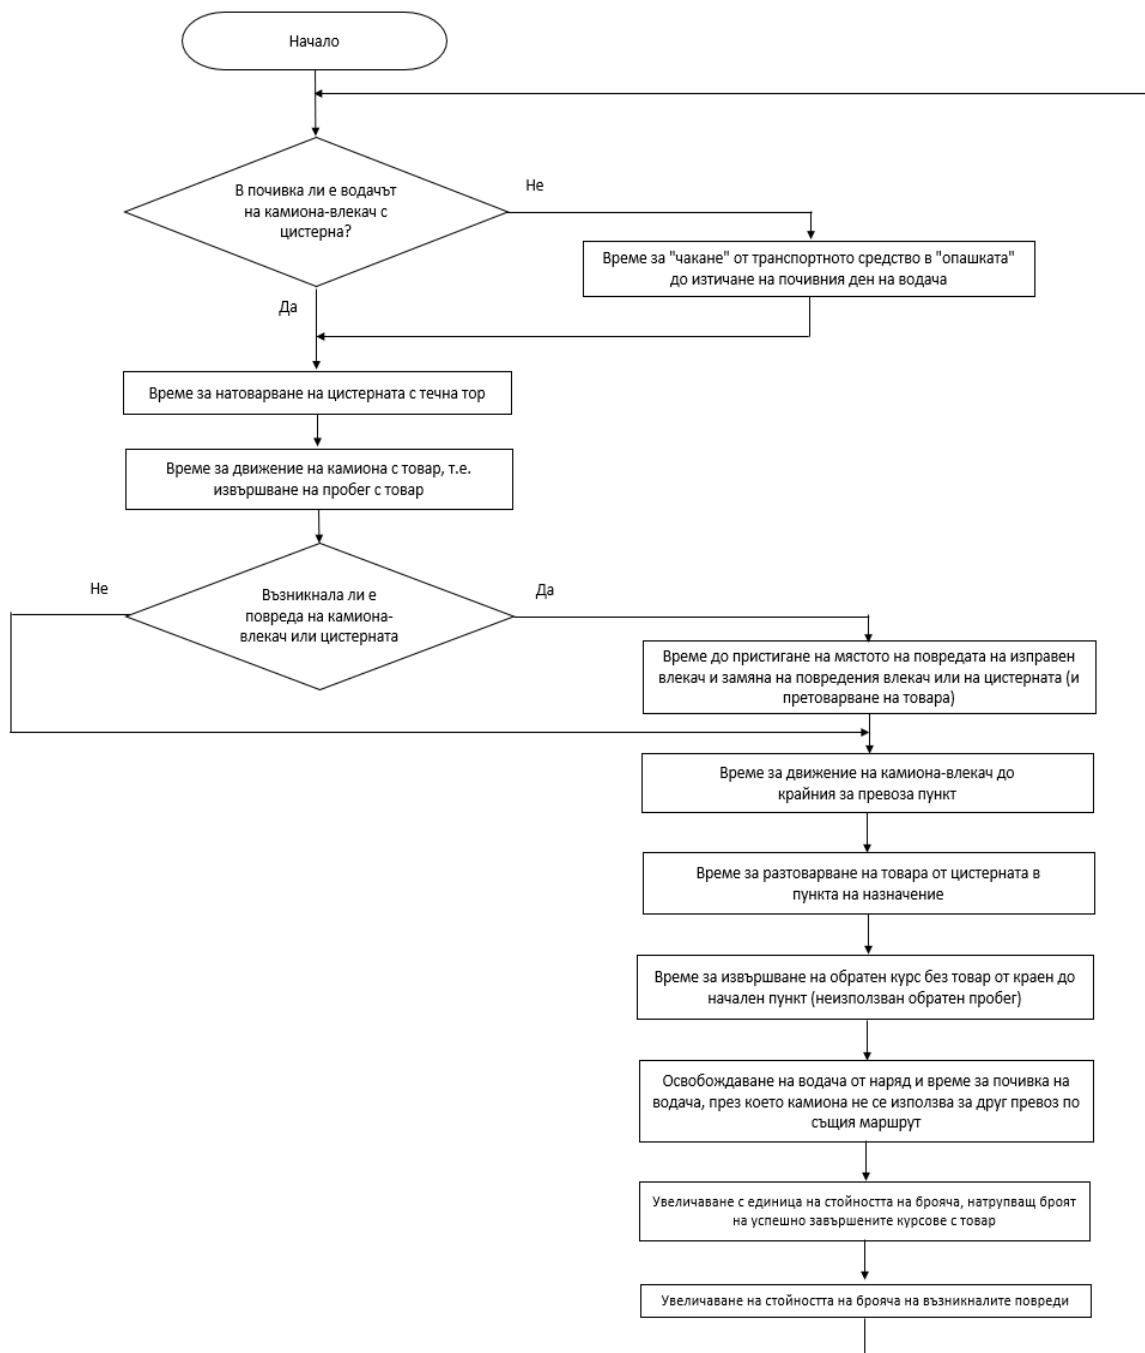 Начало
В почивка ли е водачът
на камиона-влекач с
цистерна?
Не
Време за "чакане" от транспортното средство в "опашката"
до изтичане на почивния ден на водача
Да
Време за натоварване на цистерната с течна тор
Време за движение на камиона с товар, т.е.
извършване на пробег с товар
Не
Възникнала ли е
повреда на камиона-
влекач или цистерната
Да
Време до пристигане на мястото на повредата на изправен
влекач и замяна на повредения влекач или на цистерната (и
претоварване на товара)
Време за движение на камиона-влекач до
крайния за превоза пункт
Време за разтоварване на товара от цистерната в
пункта на назначение
Време за извършване на обратен курс без товар от краен до
начален пункт (неизползван обратен пробег)
Освобождаване на водача от наряд и време за почивка на
водача, през което камиона не се използва за друг превоз по
същия маршрут
Увеличаване с единица на стойността на брояча, натрупващ броят
на успешно завършените курсове с товар
Увеличаване на стойността на брояча на възникналите повреди